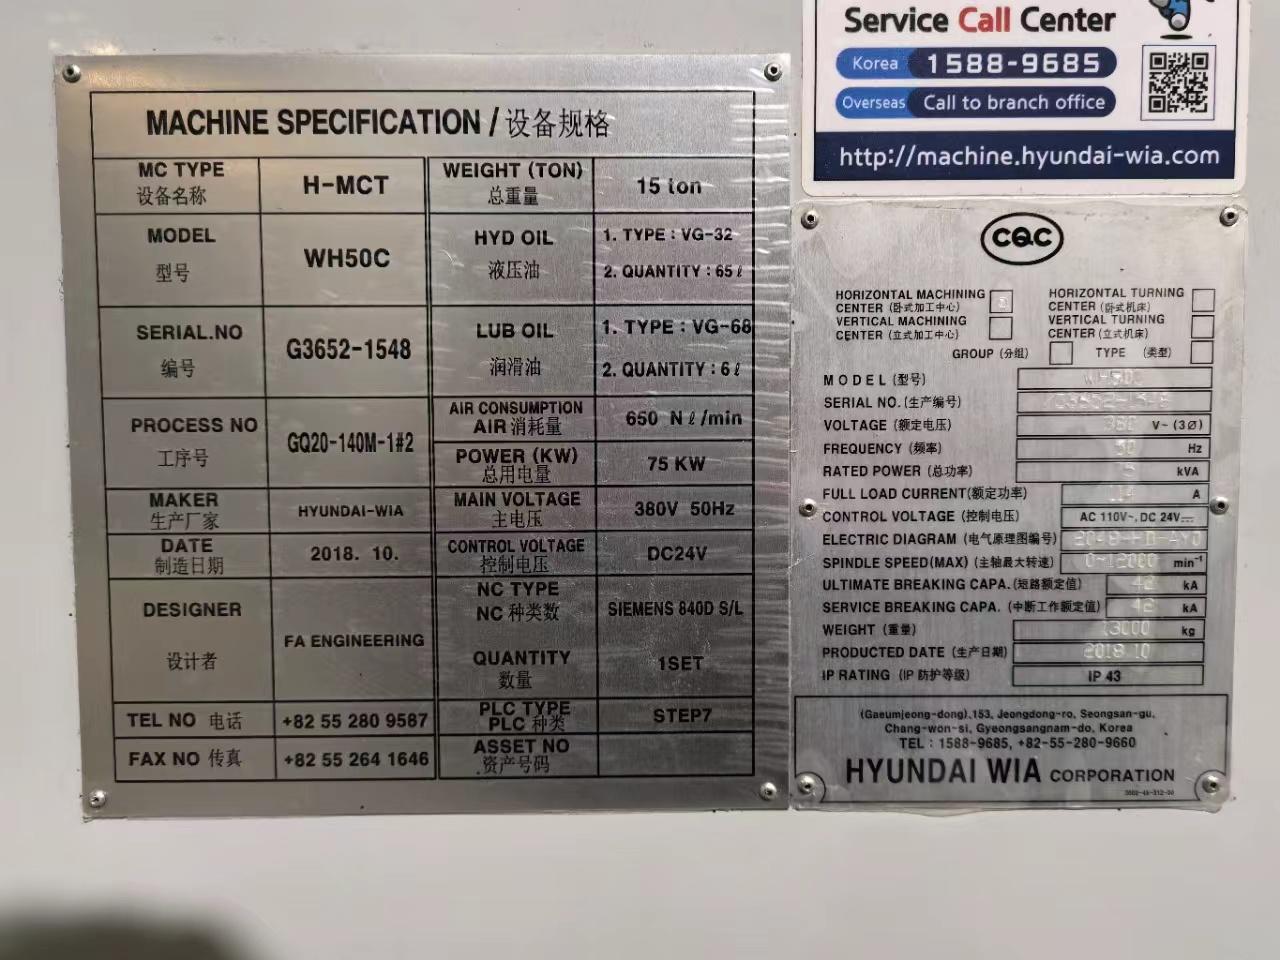 MACHINE SPECIFICATION / 设备规格
MC TYPE
设备名称
H-MCT
WEIGHT (TON)
总重量
15 ton
MODEL
型号
WH50C
HYD OIL
液压油
1. TYPE : VG-32
2. QUANTITY : 65ℓ
SERIAL.NO
编号
G3652-1548
LUB OIL
润滑油
1. TYPE : VG-68
2. QUANTITY : 6ℓ
PROCESS NO
工序号
GQ20-140M-1#2
AIR CONSUMPTION
AIR 消耗量
650 Nℓ/min
POWER (KW)
总用电量
75 KW
MAKER
生产厂家
HYUNDAI-WIA
MAIN VOLTAGE
主电压
380V 50Hz
DATE
制造日期
2018. 10.
CONTROL VOLTAGE
控制电压
DC24V
DESIGNER
设计者
FA ENGINEERING
NC TYPE
NC 种类数
SIEMENS 840D S/L
QUANTITY
数量
1SET
TEL NO 电话
+82 55 280 9587
PLC TYPE
PLC 种类
STEP7
FAX NO 传真
+82 55 264 1646
ASSET NO
资产号码
Service Call Center
Korea 1588-9685
Overseas Call to branch office
http://machine.hyundai-wia.com
CQC
HORIZONTAL MACHINING
CENTER (卧式加工中心)
HORIZONTAL TURNING
CENTER (卧式机床)
VERTICAL MACHINING
CENTER (立式加工中心)
VERTICAL TURNING
CENTER (立式机床)
GROUP (分组)
TYPE (类型)
MODEL (型号)
SERIAL NO. (生产编号)
VOLTAGE (额定电压) 380 V~ (3Ø)
FREQUENCY (频率) 50 Hz
RATED POWER (总功率) kVA
FULL LOAD CURRENT(额定功率) A
CONTROL VOLTAGE (控制电压) AC 110V~, DC 24V
ELECTRIC DIAGRAM (电气原理图编号)
SPINDLE SPEED(MAX) (主轴最大转速) 0-12000 min⁻¹
ULTIMATE BREAKING CAPA. (短路额定值) 42 kA
SERVICE BREAKING CAPA. (中断工作额定值) 42 kA
WEIGHT (重量) 13000 kg
PRODUCTED DATE (生产日期) 2018.10
IP RATING (IP 防护等级) IP 43
(Gaeumjeong-dong),153, Jeongdong-ro, Seongsan-gu,
Chang-won-si, Gyeongsangnam-do, Korea
TEL : 1588-9685, +82-55-280-9660
HYUNDAI WIA CORPORATION